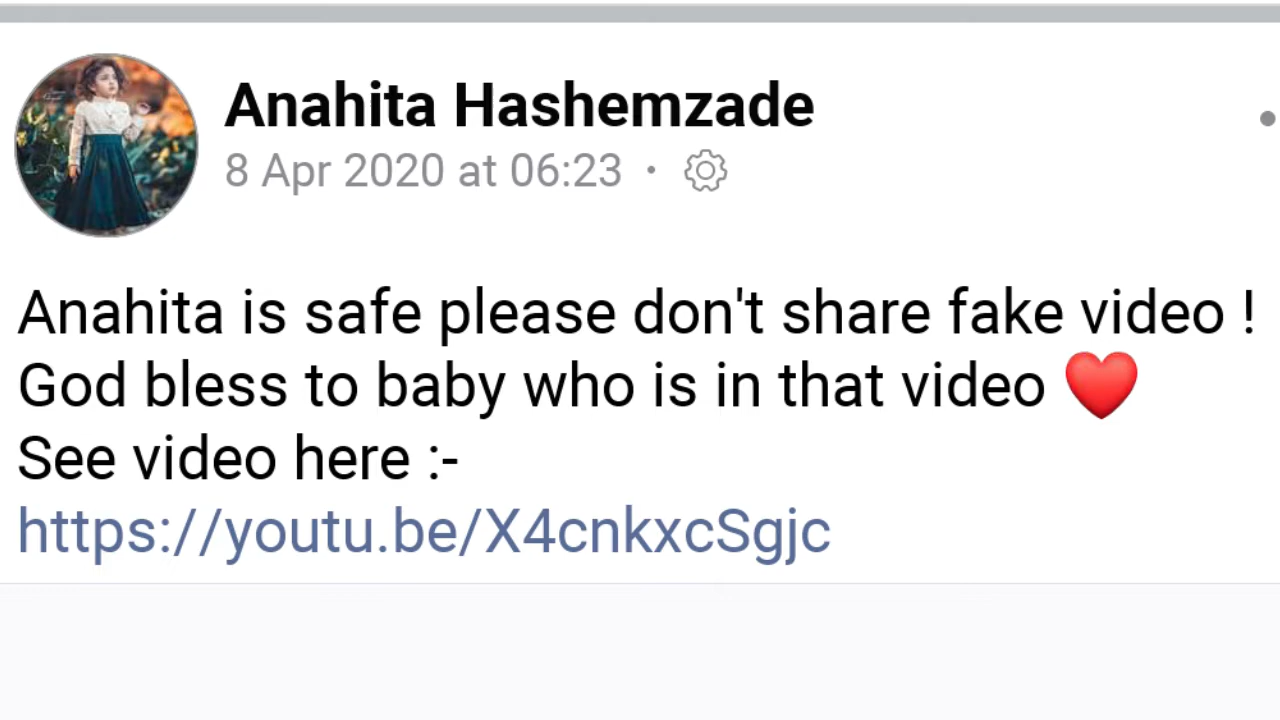 Anahita Hashemzade
8 Apr 2020 at 06:23 ·
Anahita is safe please don't share fake video !
God bless to baby who is in that video ❤️
See video here :-
https://youtu.be/X4cnkxcSgjc